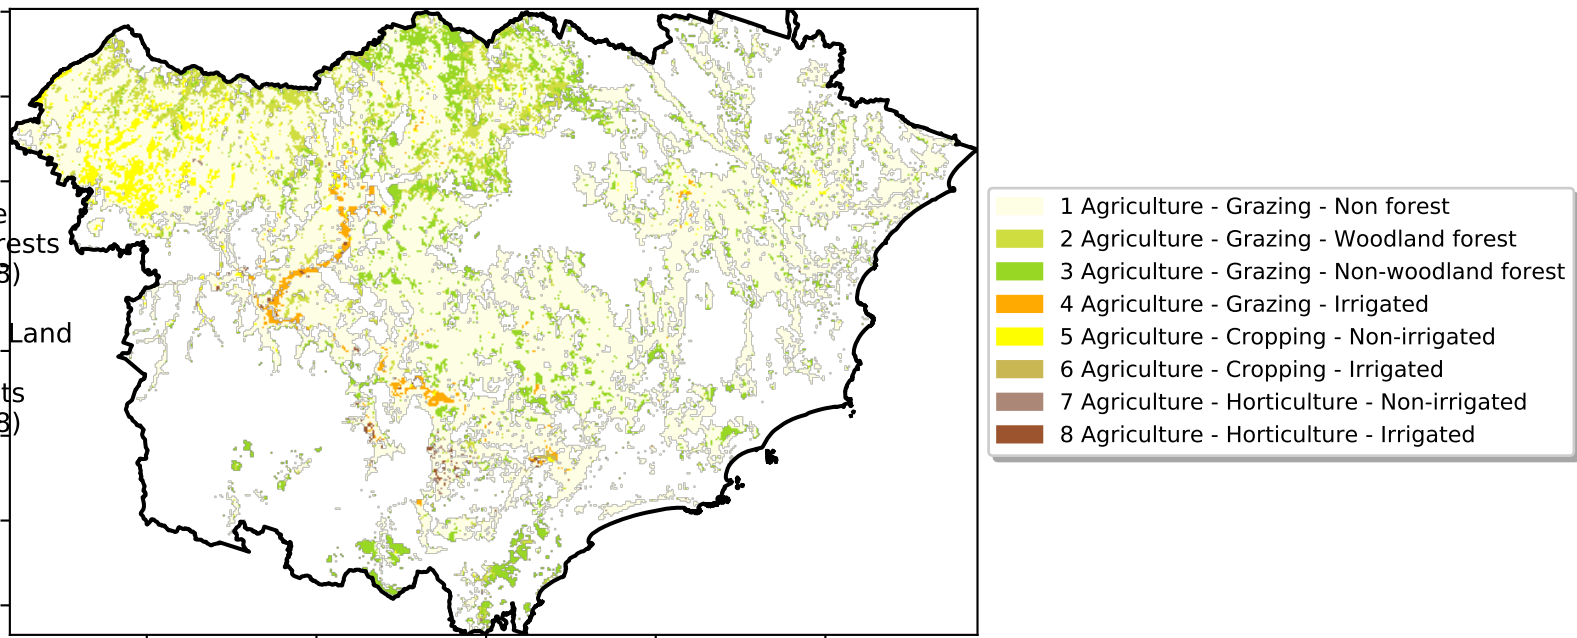 e
rests
8)
Land
ts
8)
1 Agriculture - Grazing - Non forest
2 Agriculture - Grazing - Woodland forest
3 Agriculture - Grazing - Non-woodland forest
4 Agriculture - Grazing - Irrigated
5 Agriculture - Cropping - Non-irrigated
6 Agriculture - Cropping - Irrigated
7 Agriculture - Horticulture - Non-irrigated
8 Agriculture - Horticulture - Irrigated